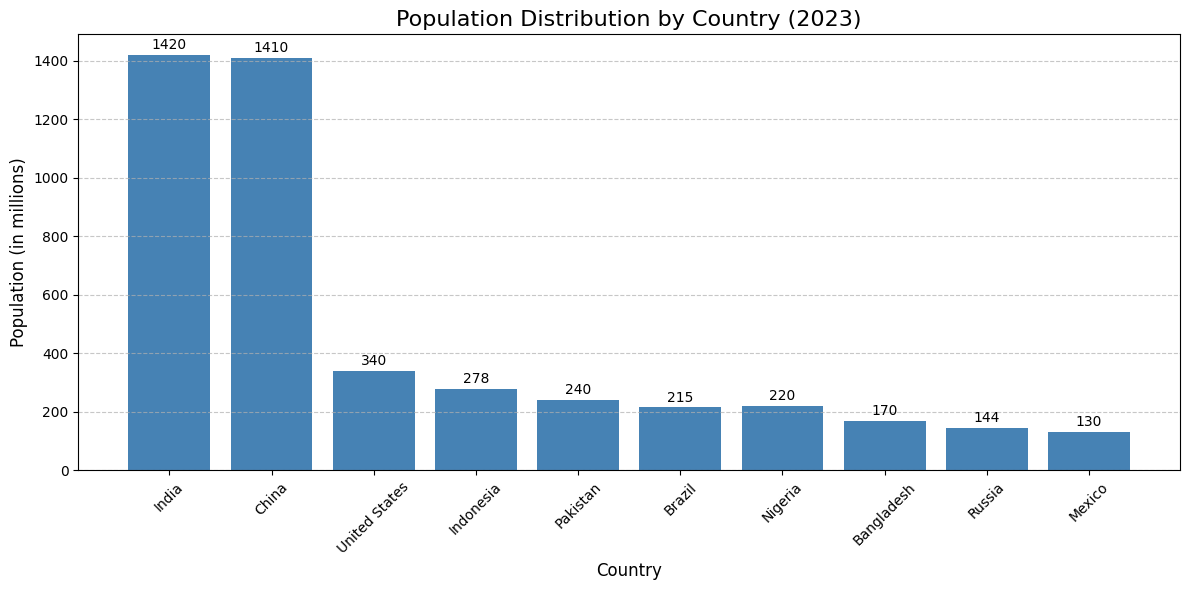 Population Distribution by Country (2023)
1420
1410
340
278
240
215
220
170
144
130
Population (in millions)
1400
1200
1000
800
600
400
200
0
India
China
United States
Indonesia
Pakistan
Brazil
Nigeria
Bangladesh
Russia
Mexico
Country